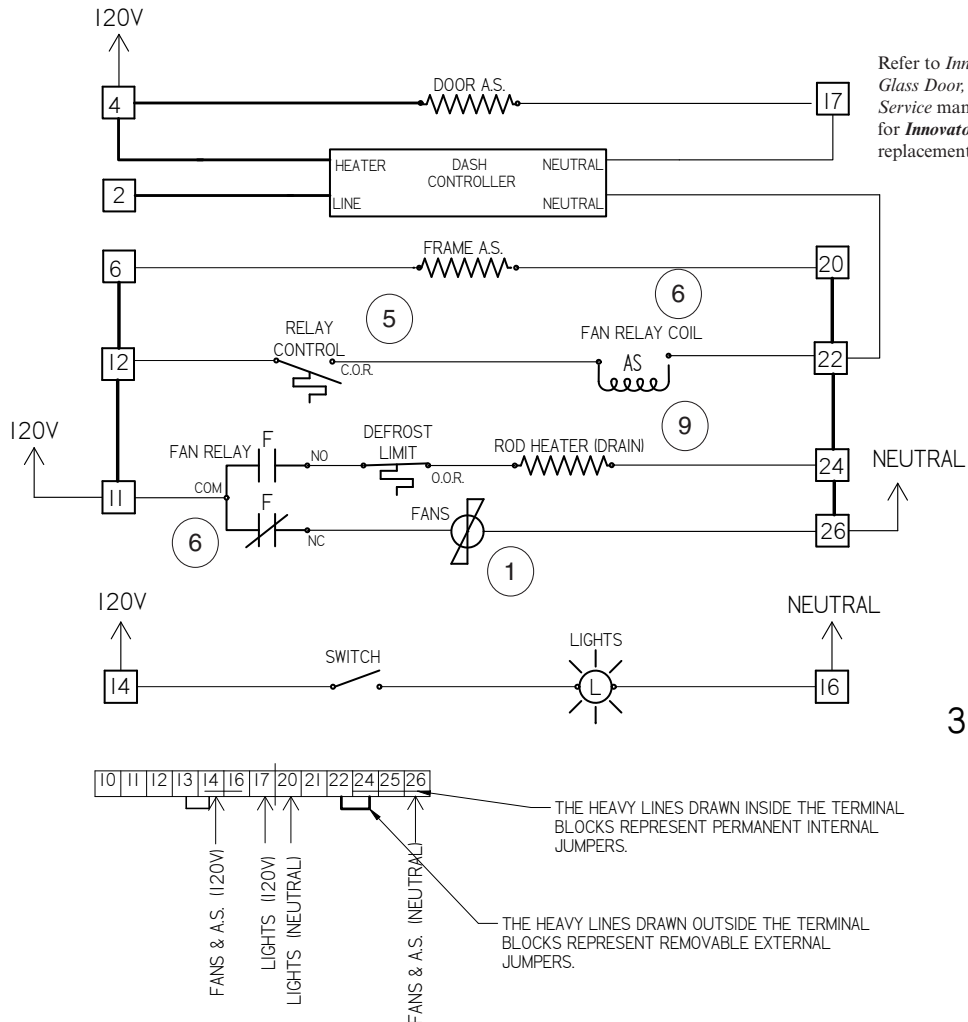 120V
Refer to Inn
Glass Door,
Service man
for Innovato
replacement
4
DOOR A.S.
17
HEATER
DASH
CONTROLLER
NEUTRAL
2
LINE
NEUTRAL
6
FRAME A.S.
20
5
6
RELAY
CONTROL
FAN RELAY COIL
12
C.O.R.
AS
22
9
120V
FAN RELAY
F
NO
DEFROST
LIMIT
O.O.R.
ROD HEATER (DRAIN)
24
NEUTRAL
COM
11
F
NC
FANS
26
6
1
120V
NEUTRAL
SWITCH
LIGHTS
14
L
16
3
10 11 12 13 14 16 17 20 21 22 24 25 26
THE HEAVY LINES DRAWN INSIDE THE TERMINAL
BLOCKS REPRESENT PERMANENT INTERNAL
JUMPERS.
FANS & A.S. (120V)
LIGHTS (120V)
LIGHTS (NEUTRAL)
FANS & A.S. (NEUTRAL)
THE HEAVY LINES DRAWN OUTSIDE THE TERMINAL
BLOCKS REPRESENT REMOVABLE EXTERNAL
JUMPERS.